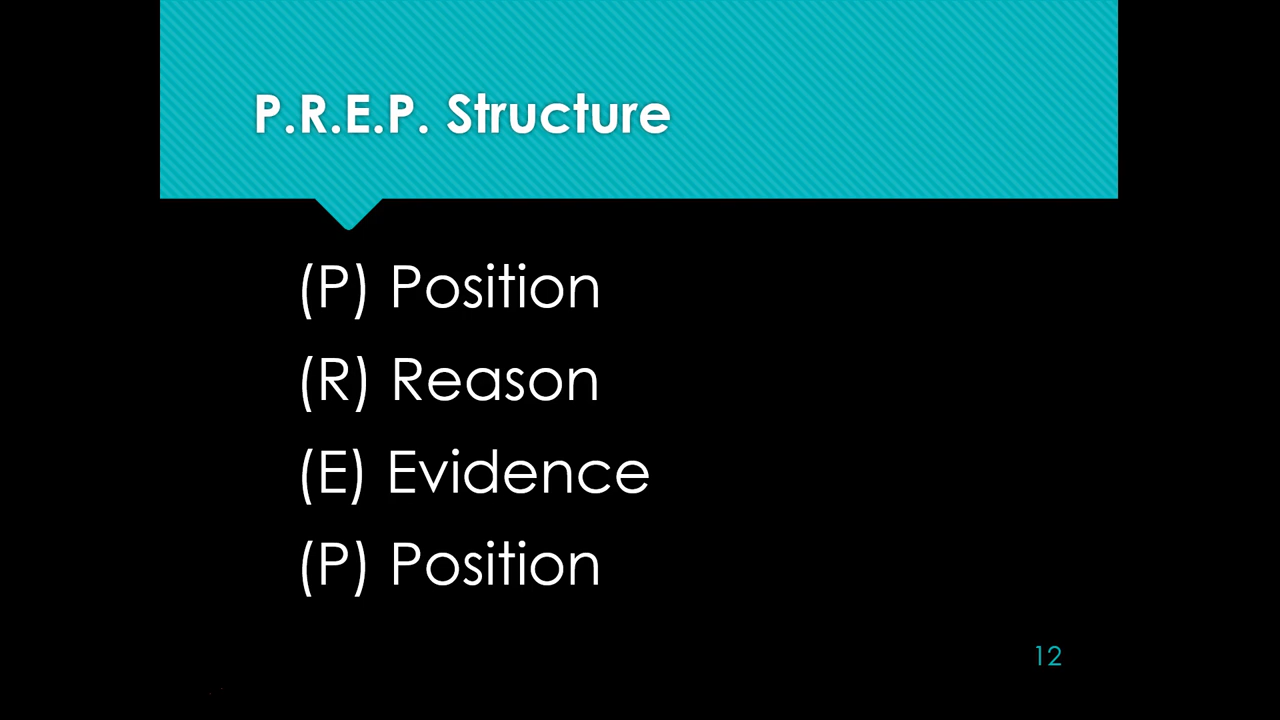 P.R.E.P. Structure
(P) Position
(R) Reason
(E) Evidence
(P) Position
12